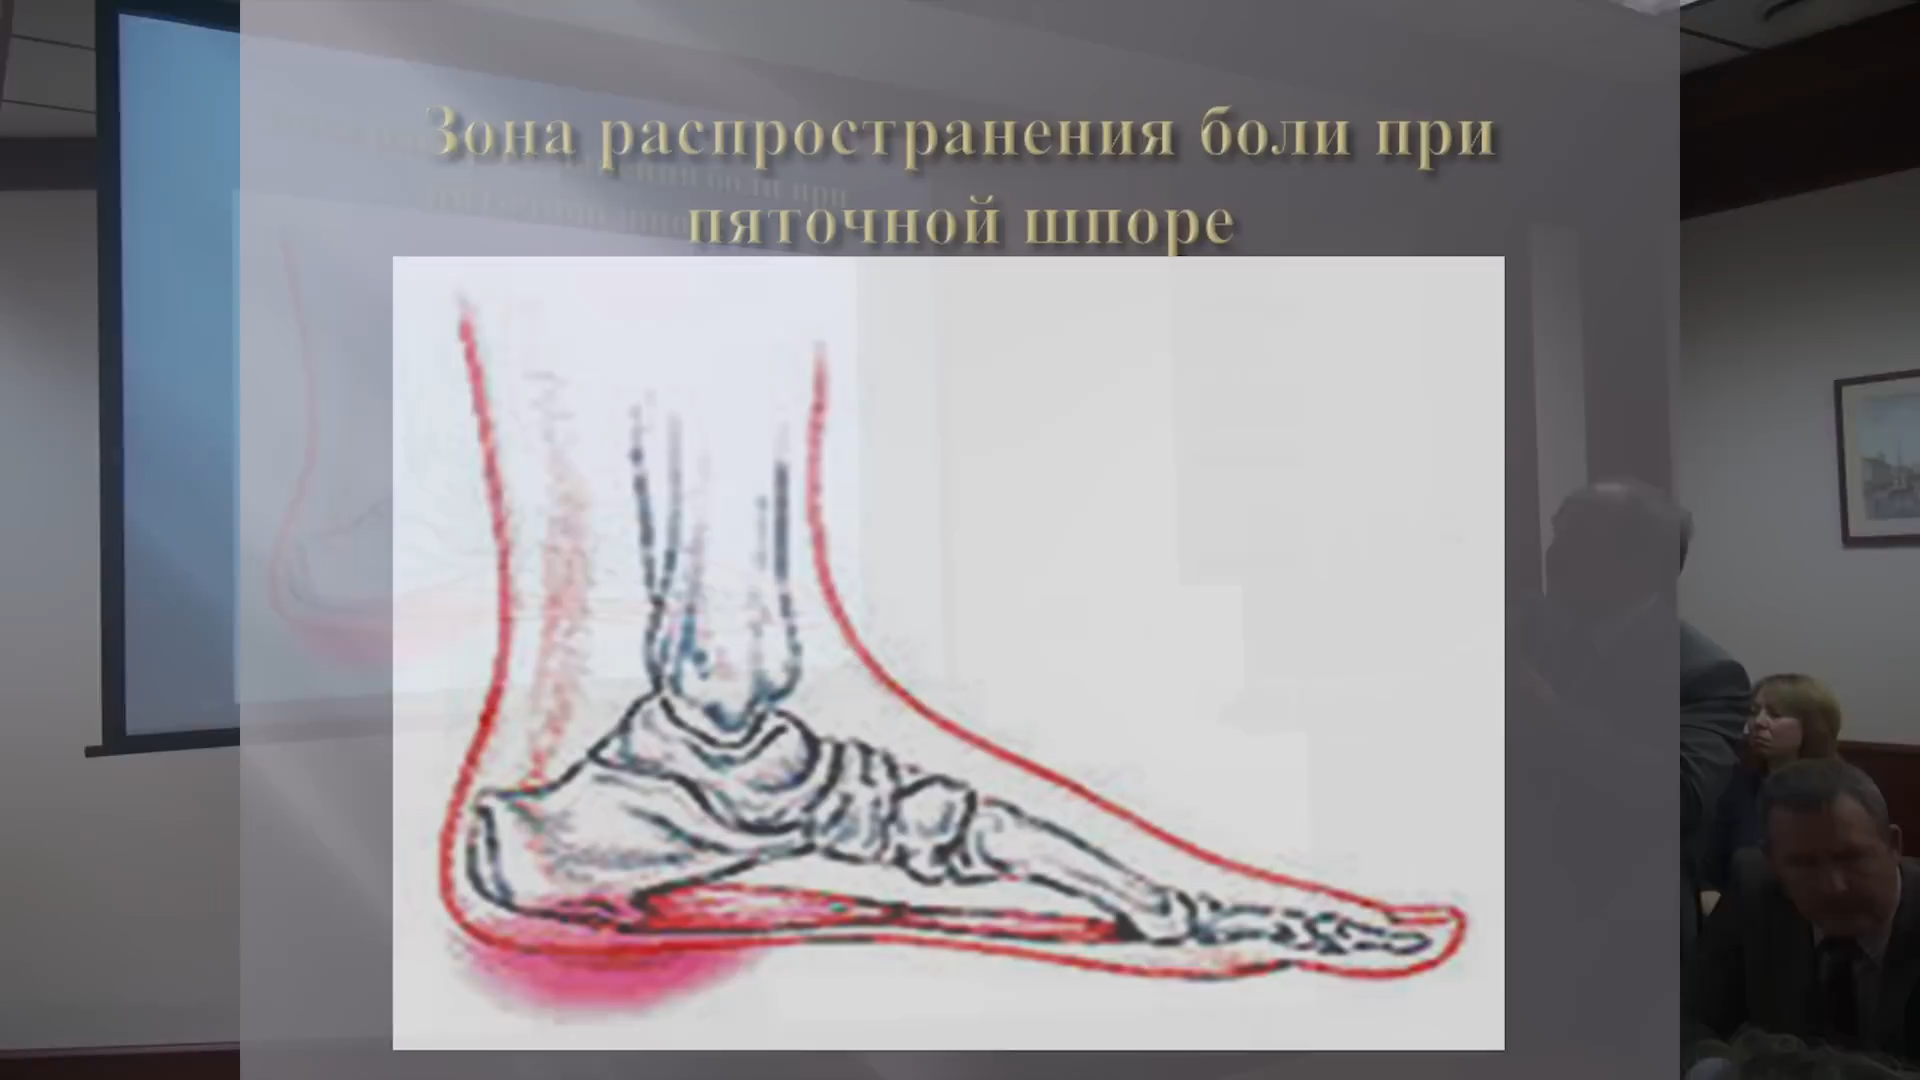 Зона распространения боли при
пяточной шпоре